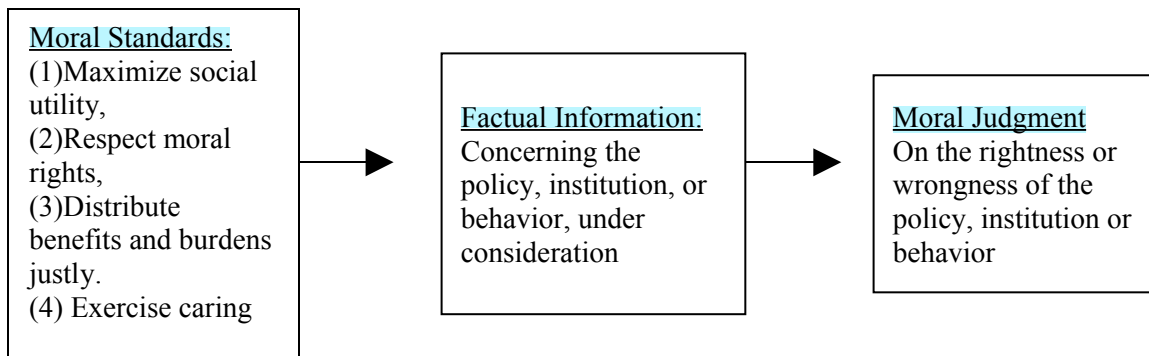 Moral Standards:
(1)Maximize social
utility,
(2)Respect moral
rights,
(3)Distribute
benefits and burdens
justly.
(4) Exercise caring
Factual Information:
Concerning the
policy, institution, or
behavior, under
consideration
Moral Judgment
On the rightness or
wrongness of the
policy, institution or
behavior